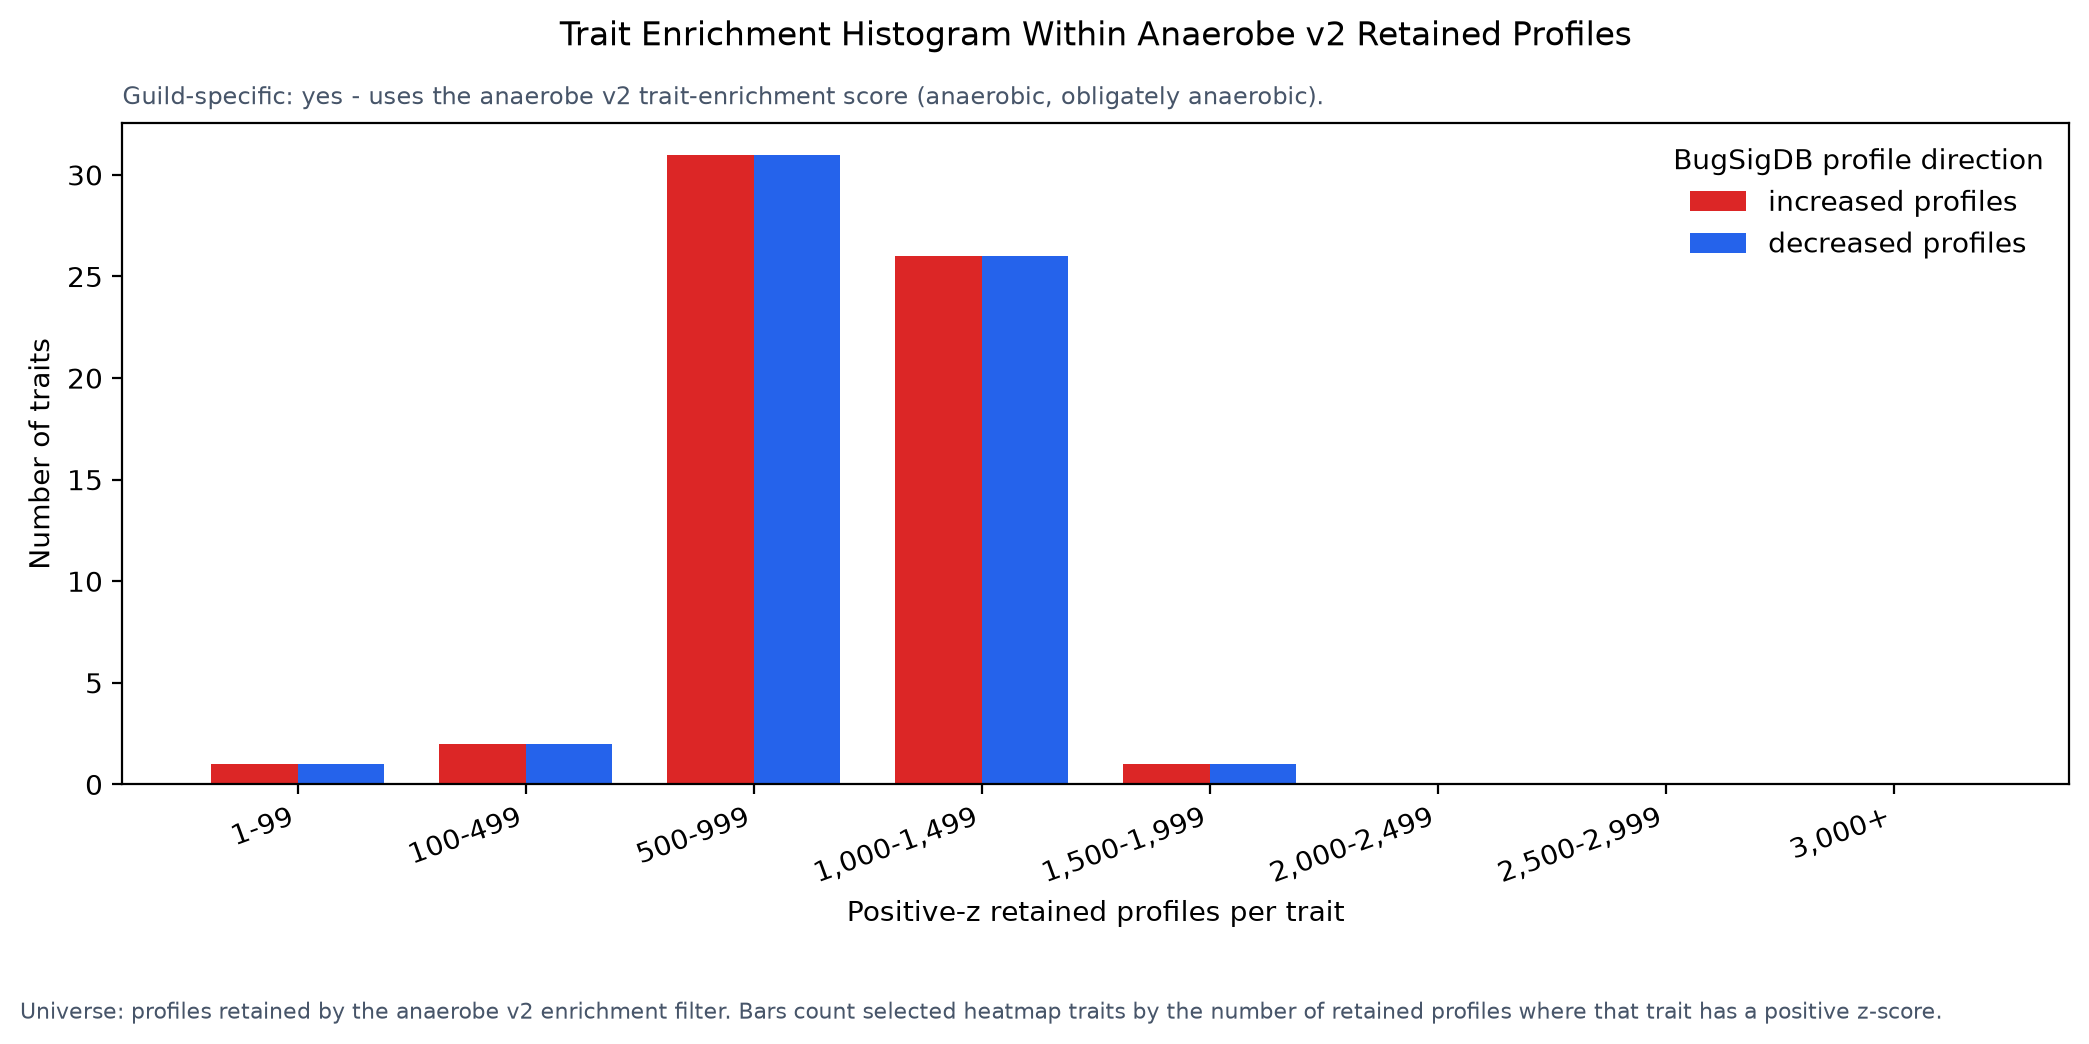 Trait Enrichment Histogram Within Anaerobe v2 Retained Profiles
Guild-specific: yes - uses the anaerobe v2 trait-enrichment score (anaerobic, obligately anaerobic).
BugSigDB profile direction
increased profiles
decreased profiles
Number of traits
30
25
20
15
10
5
0
1-99
100-499
500-999
1,000-1,499
1,500-1,999
2,000-2,499
2,500-2,999
3,000+
Positive-z retained profiles per trait
Universe: profiles retained by the anaerobe v2 enrichment filter. Bars count selected heatmap traits by the number of retained profiles where that trait has a positive z-score.